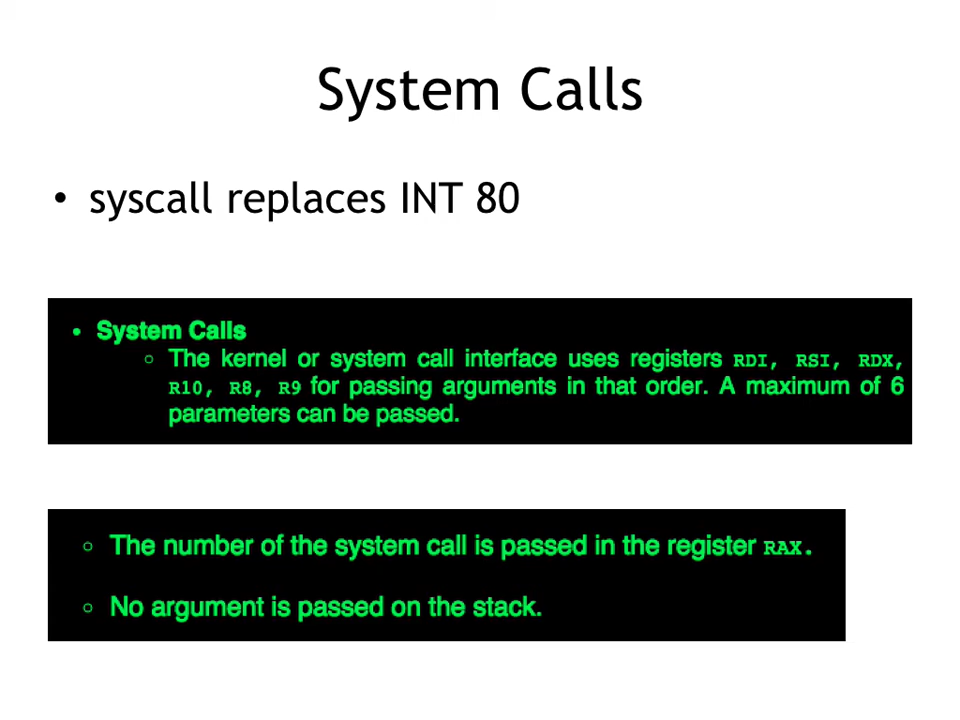 System Calls
• syscall replaces INT 80
• System Calls
◦ The kernel or system call interface uses registers RDI, RSI, RDX,
R10, R8, R9 for passing arguments in that order. A maximum of 6
parameters can be passed.
◦ The number of the system call is passed in the register RAX.
◦ No argument is passed on the stack.